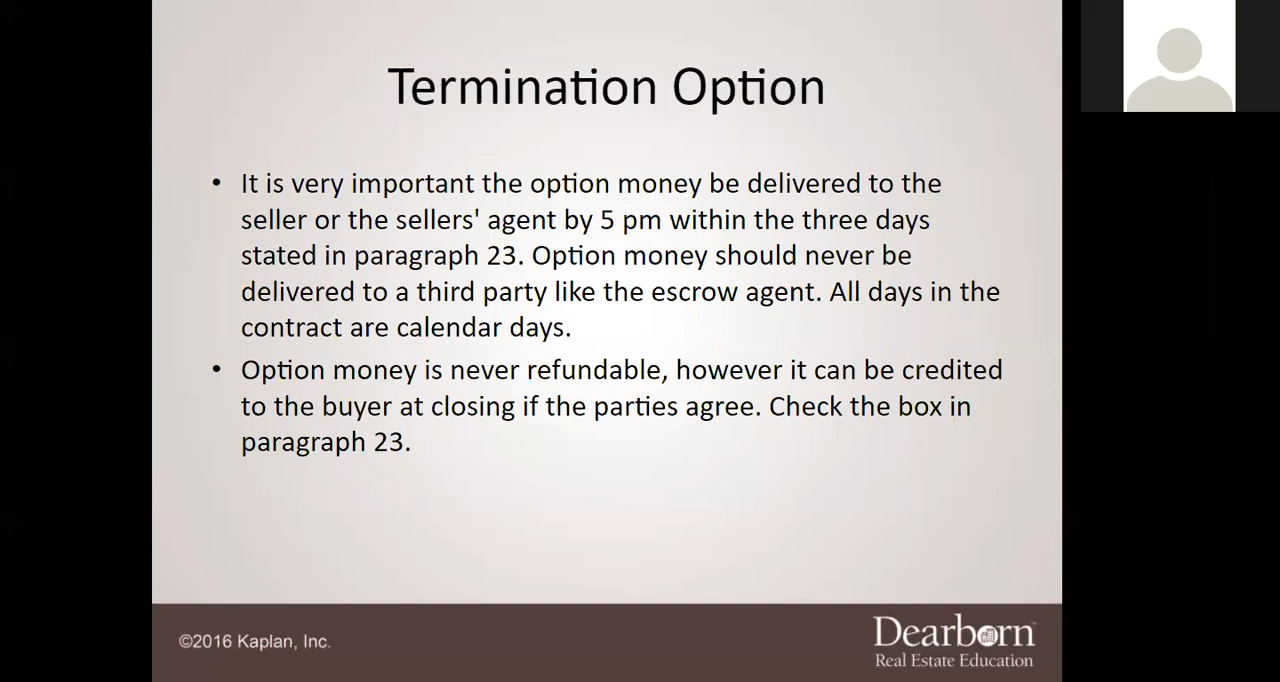 Termination Option
• It is very important the option money be delivered to the
seller or the sellers' agent by 5 pm within the three days
stated in paragraph 23. Option money should never be
delivered to a third party like the escrow agent. All days in the
contract are calendar days.
• Option money is never refundable, however it can be credited
to the buyer at closing if the parties agree. Check the box in
paragraph 23.
©2016 Kaplan, Inc.
Dearborn
Real Estate Education